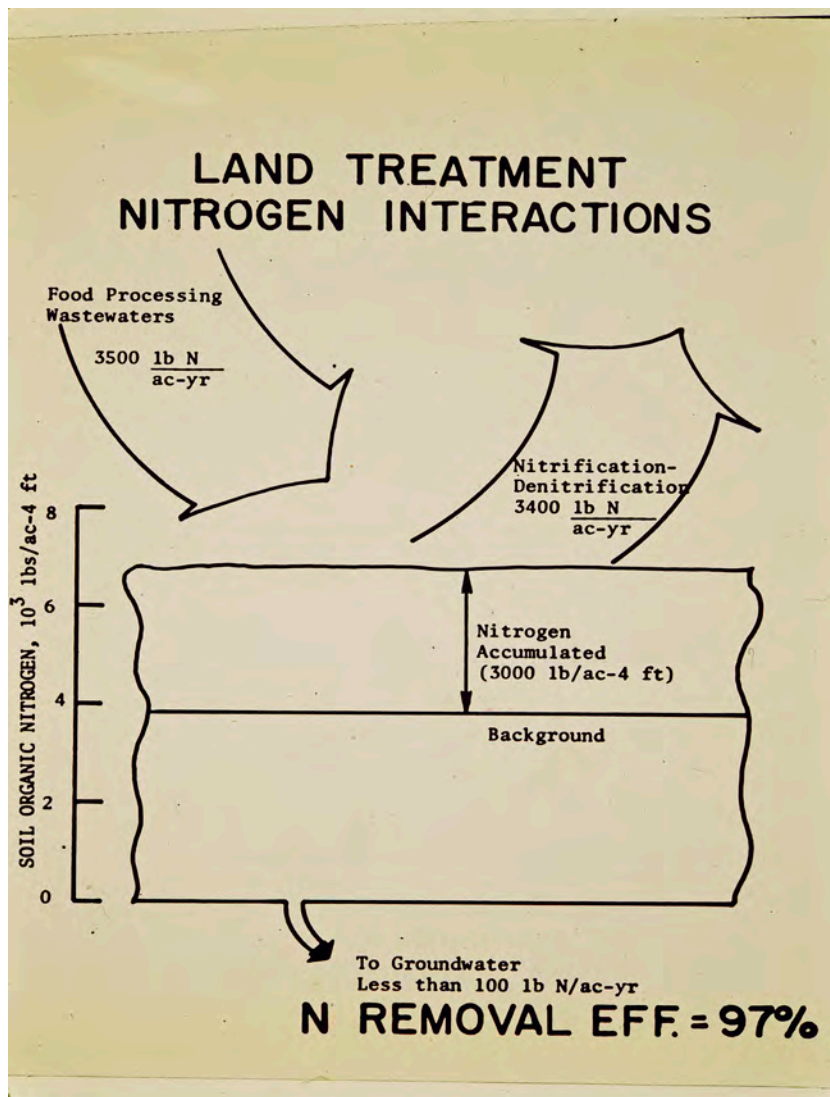 LAND TREATMENT
NITROGEN INTERACTIONS
Food Processing
Wastewaters
3500 lb N
ac-yr
Nitrification-
Denitrification
3400 lb N
ac-yr
SOIL ORGANIC NITROGEN, 10³ lbs/ac-4 ft
8
6
4
2
0
Nitrogen
Accumulated
(3000 lb/ac-4 ft)
Background
To Groundwater
Less than 100 lb N/ac-yr
N REMOVAL EFF. = 97%